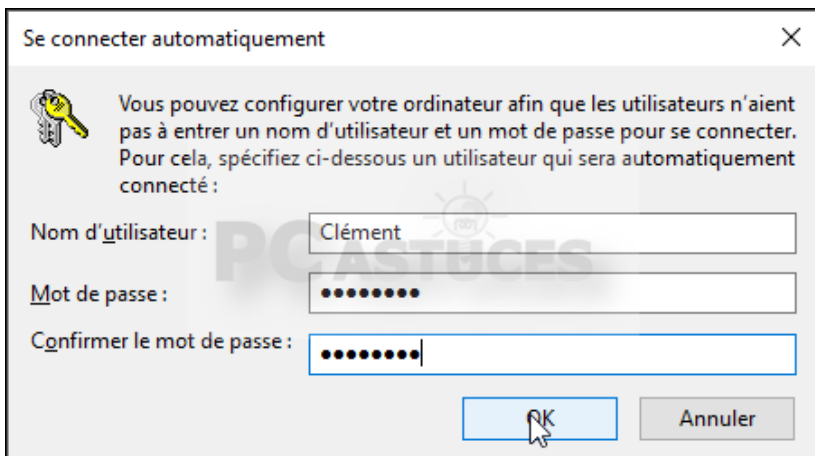 Se connecter automatiquement
Vous pouvez configurer votre ordinateur afin que les utilisateurs n'aient
pas à entrer un nom d'utilisateur et un mot de passe pour se connecter.
Pour cela, spécifiez ci-dessous un utilisateur qui sera automatiquement
connecté :
Nom d'utilisateur : Clément
PC ASTUCES
Mot de passe : ••••••••
Confirmer le mot de passe : ••••••••
OK Annuler